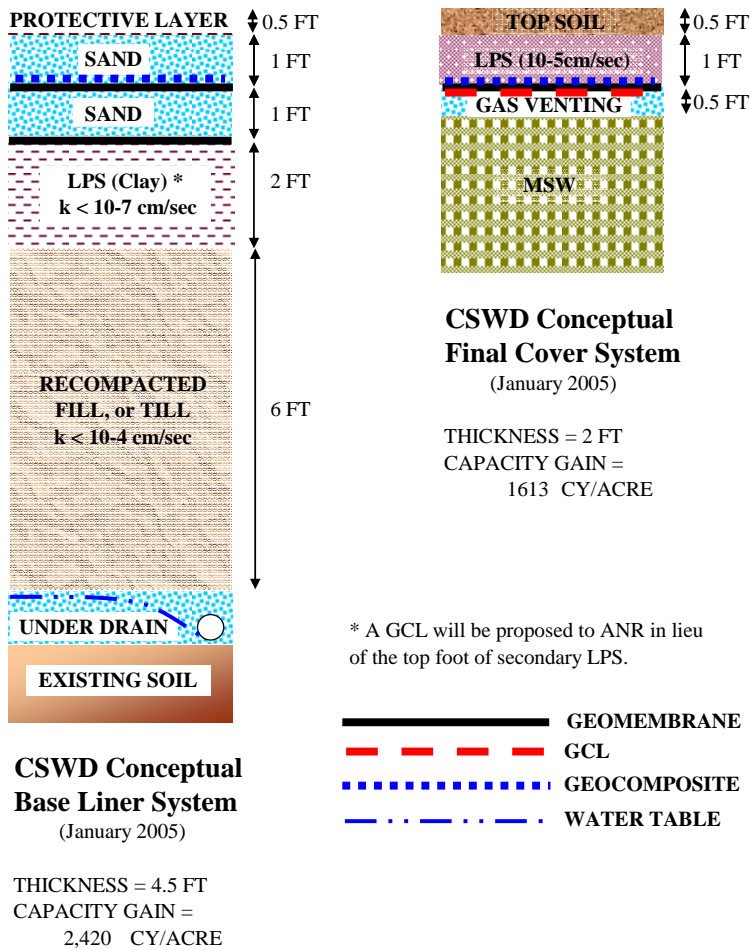 PROTECTIVE LAYER
0.5 FT
SAND
1 FT
SAND
1 FT
LPS (Clay) *
k < 10-7 cm/sec
2 FT
RECOMPACTED
FILL, or TILL
k < 10-4 cm/sec
6 FT
UNDER DRAIN
EXISTING SOIL
CSWD Conceptual
Base Liner System
(January 2005)
THICKNESS = 4.5 FT
CAPACITY GAIN =
2,420 CY/ACRE
TOP SOIL
0.5 FT
LPS (10-5cm/sec)
1 FT
GAS VENTING
0.5 FT
MSW
CSWD Conceptual
Final Cover System
(January 2005)
THICKNESS = 2 FT
CAPACITY GAIN =
1613 CY/ACRE
* A GCL will be proposed to ANR in lieu
of the top foot of secondary LPS.
GEOMEMBRANE
GCL
GEOCOMPOSITE
WATER TABLE